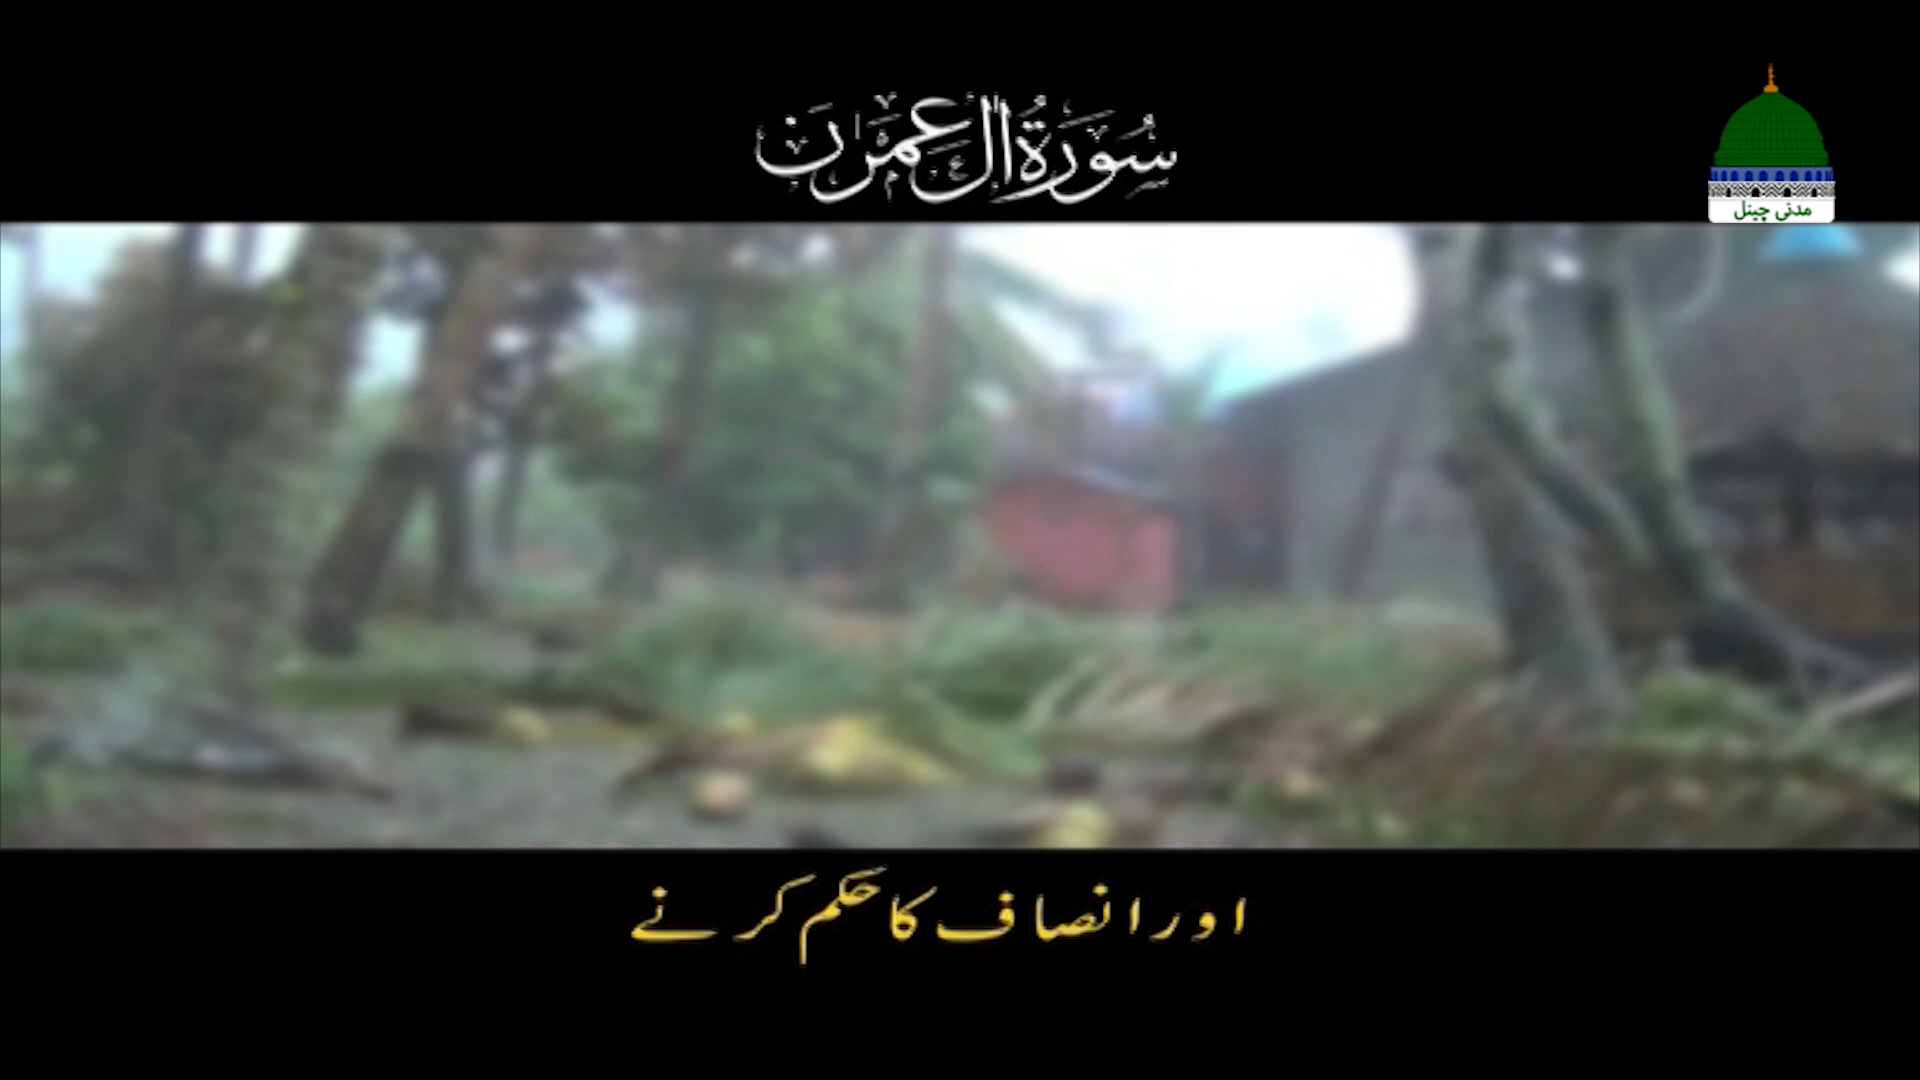 سُوْرَةُ اٰلِ عِمْرٰن
مدنی چینل
اور انصاف کا حکم کرنے